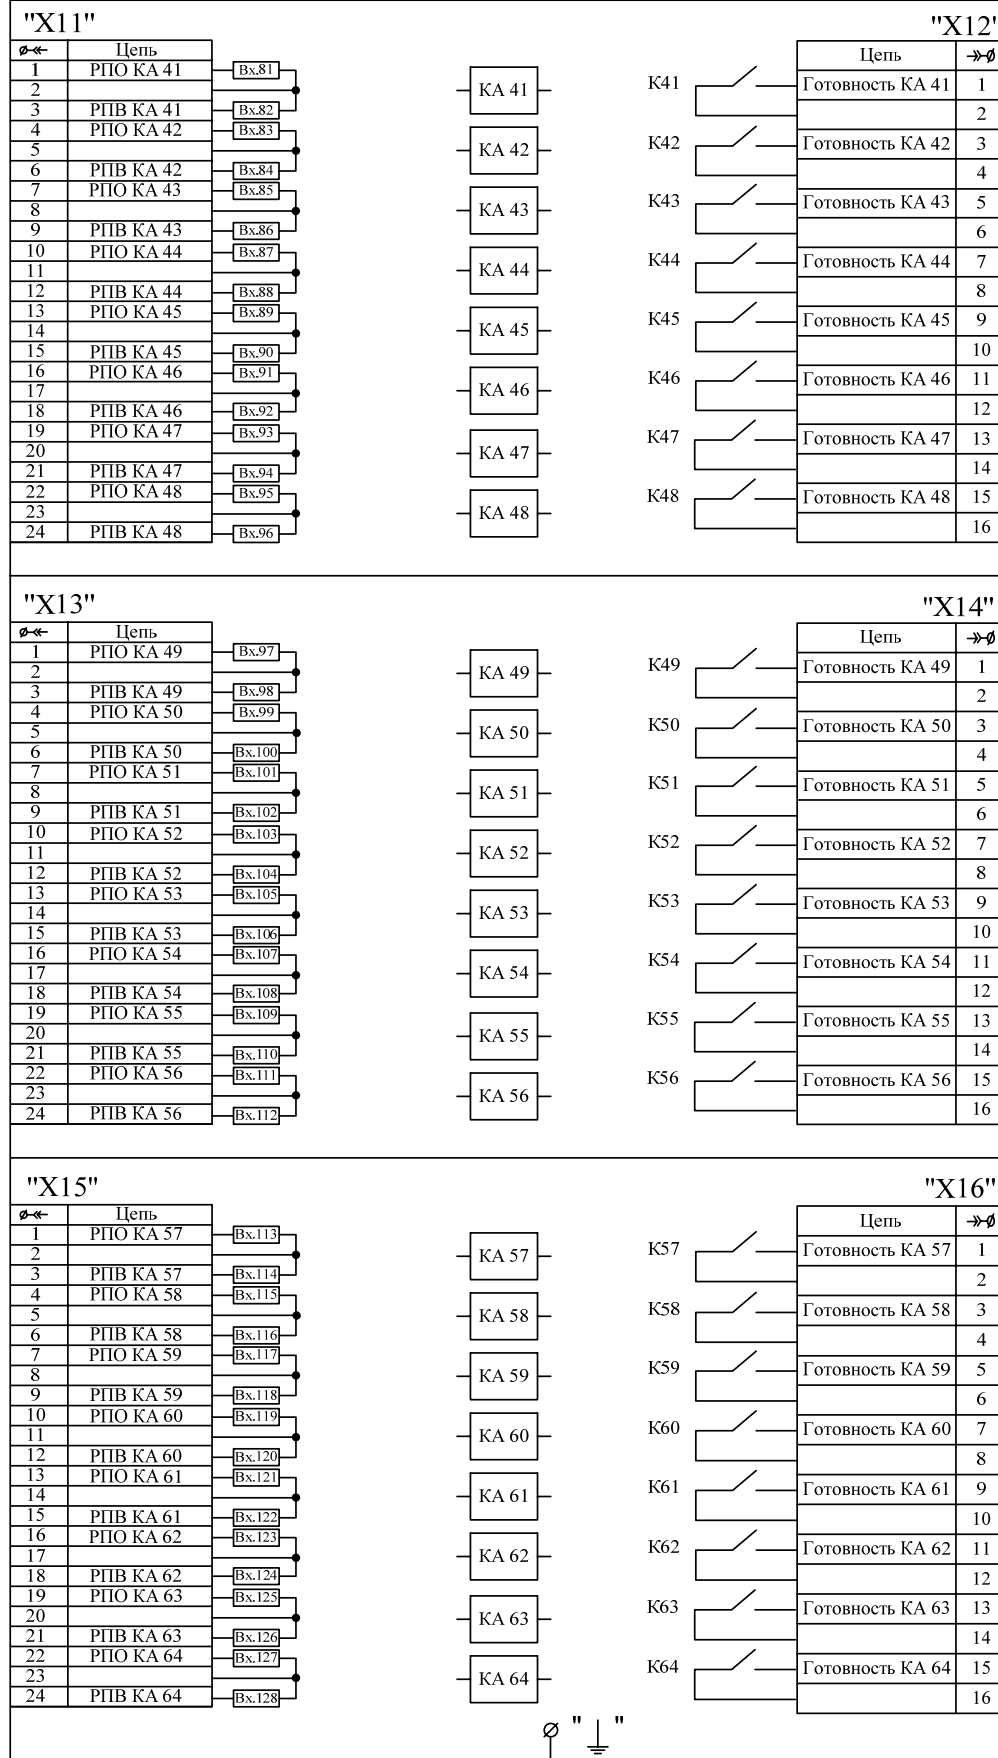 "X11"
Цепь
1 РПО КА 41 Вх.81
2
3 РПВ КА 41 Вх.82
4 РПО КА 42 Вх.83
5
6 РПВ КА 42 Вх.84
7 РПО КА 43 Вх.85
8
9 РПВ КА 43 Вх.86
10 РПО КА 44 Вх.87
11
12 РПВ КА 44 Вх.88
13 РПО КА 45 Вх.89
14
15 РПВ КА 45 Вх.90
16 РПО КА 46 Вх.91
17
18 РПВ КА 46 Вх.92
19 РПО КА 47 Вх.93
20
21 РПВ КА 47 Вх.94
22 РПО КА 48 Вх.95
23
24 РПВ КА 48 Вх.96
КА 41
КА 42
КА 43
КА 44
КА 45
КА 46
КА 47
КА 48
"X12"
Цепь
К41 Готовность КА 41 1
2
К42 Готовность КА 42 3
4
К43 Готовность КА 43 5
6
К44 Готовность КА 44 7
8
К45 Готовность КА 45 9
10
К46 Готовность КА 46 11
12
К47 Готовность КА 47 13
14
К48 Готовность КА 48 15
16
"X13"
Цепь
1 РПО КА 49 Вх.97
2
3 РПВ КА 49 Вх.98
4 РПО КА 50 Вх.99
5
6 РПВ КА 50 Вх.100
7 РПО КА 51 Вх.101
8
9 РПВ КА 51 Вх.102
10 РПО КА 52 Вх.103
11
12 РПВ КА 52 Вх.104
13 РПО КА 53 Вх.105
14
15 РПВ КА 53 Вх.106
16 РПО КА 54 Вх.107
17
18 РПВ КА 54 Вх.108
19 РПО КА 55 Вх.109
20
21 РПВ КА 55 Вх.110
22 РПО КА 56 Вх.111
23
24 РПВ КА 56 Вх.112
КА 49
КА 50
КА 51
КА 52
КА 53
КА 54
КА 55
КА 56
"X14"
Цепь
К49 Готовность КА 49 1
2
К50 Готовность КА 50 3
4
К51 Готовность КА 51 5
6
К52 Готовность КА 52 7
8
К53 Готовность КА 53 9
10
К54 Готовность КА 54 11
12
К55 Готовность КА 55 13
14
К56 Готовность КА 56 15
16
"X15"
Цепь
1 РПО КА 57 Вх.113
2
3 РПВ КА 57 Вх.114
4 РПО КА 58 Вх.115
5
6 РПВ КА 58 Вх.116
7 РПО КА 59 Вх.117
8
9 РПВ КА 59 Вх.118
10 РПО КА 60 Вх.119
11
12 РПВ КА 60 Вх.120
13 РПО КА 61 Вх.121
14
15 РПВ КА 61 Вх.122
16 РПО КА 62 Вх.123
17
18 РПВ КА 62 Вх.124
19 РПО КА 63 Вх.125
20
21 РПВ КА 63 Вх.126
22 РПО КА 64 Вх.127
23
24 РПВ КА 64 Вх.128
КА 57
КА 58
КА 59
КА 60
КА 61
КА 62
КА 63
КА 64
"X16"
Цепь
К57 Готовность КА 57 1
2
К58 Готовность КА 58 3
4
К59 Готовность КА 59 5
6
К60 Готовность КА 60 7
8
К61 Готовность КА 61 9
10
К62 Готовность КА 62 11
12
К63 Готовность КА 63 13
14
К64 Готовность КА 64 15
16
" "